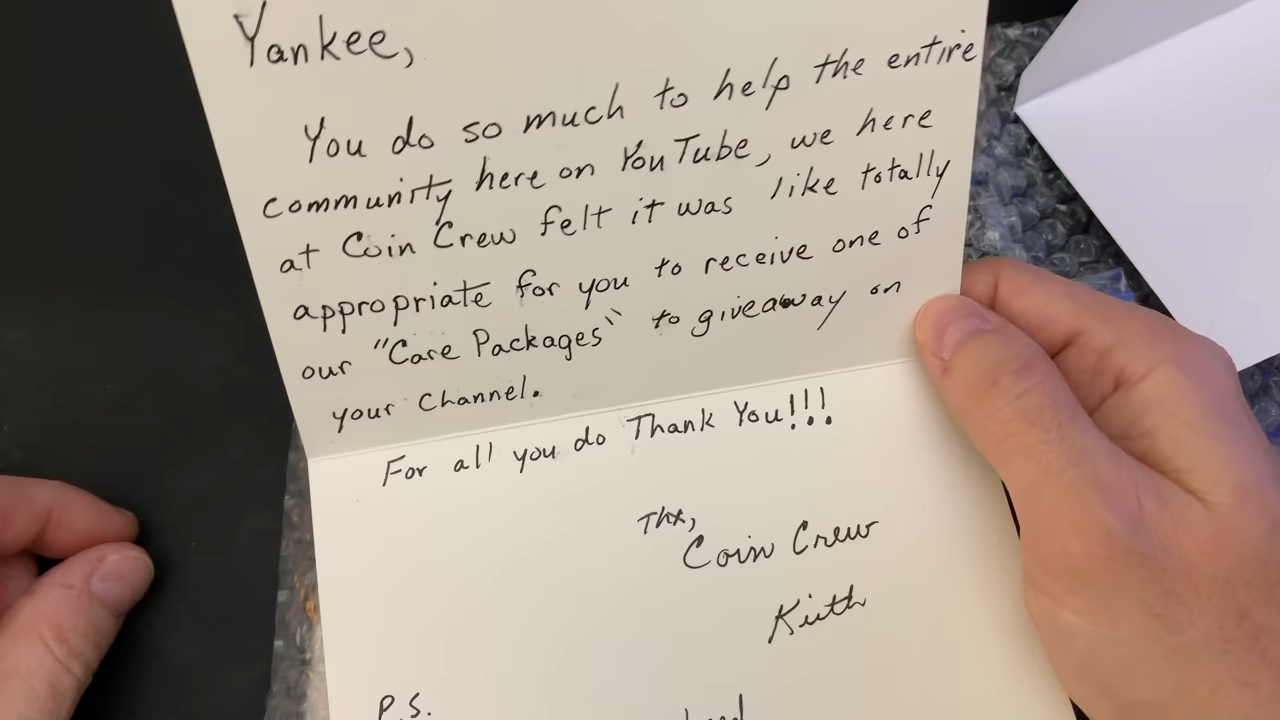 Yankee,
You do so much to help the entire
community here on YouTube, we here
at Coin Crew felt it was like totally
appropriate for you to receive one of
our "Care Packages" to giveaway on
your Channel.
For all you do Thank You!!!
Thx,
Coin Crew
Keith
P.S.